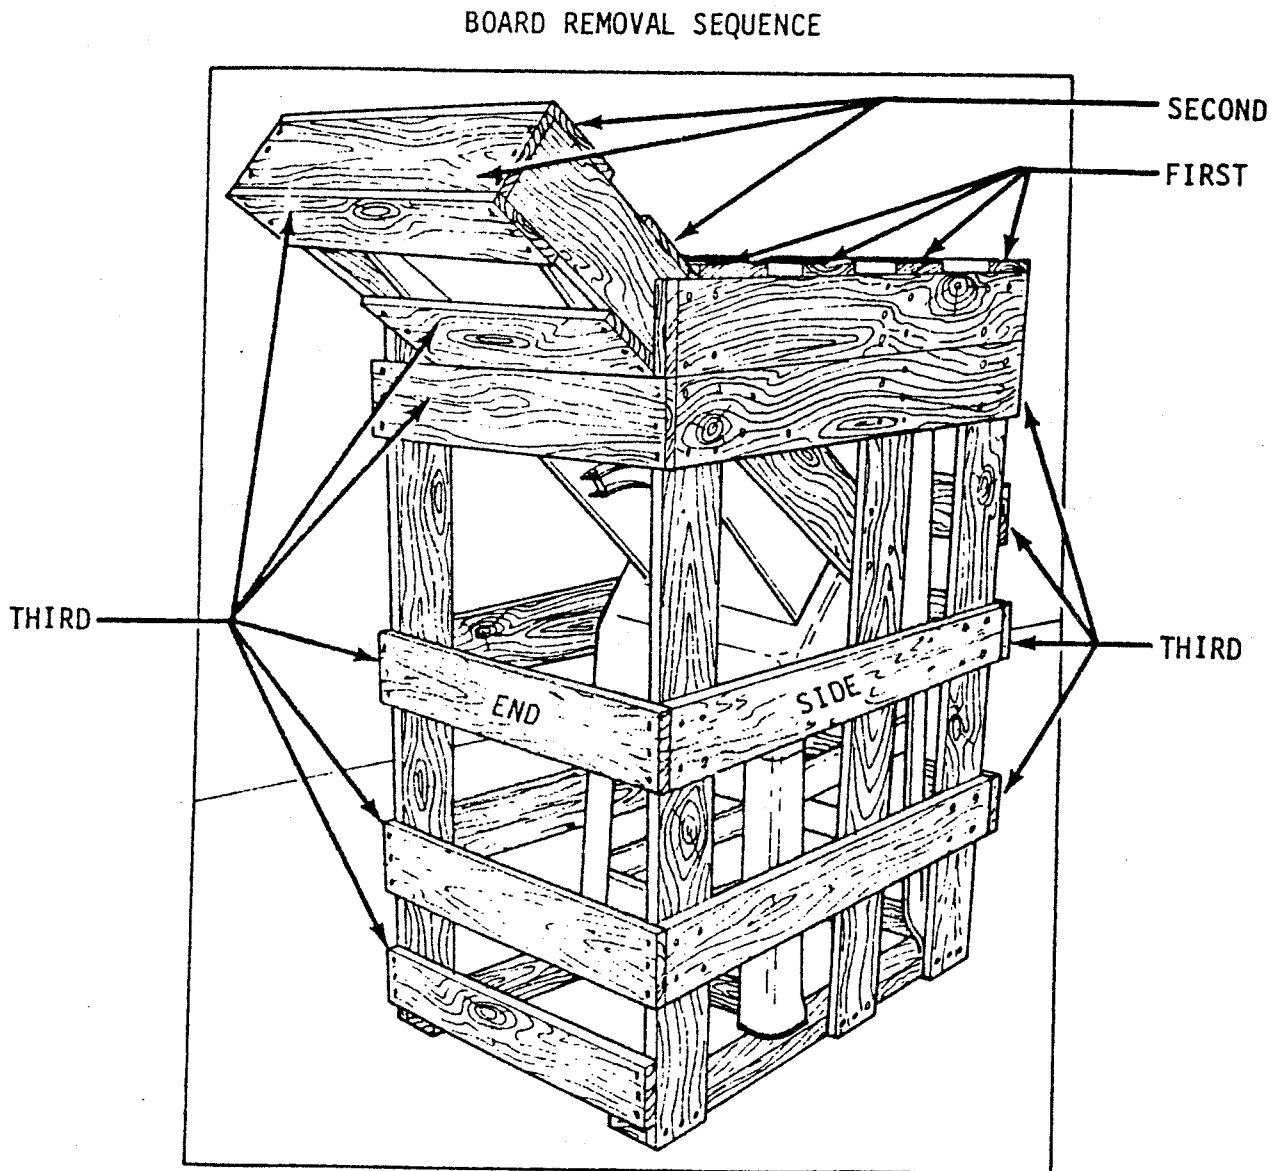 BOARD REMOVAL SEQUENCE
SECOND
FIRST
THIRD
THIRD
END
SIDE